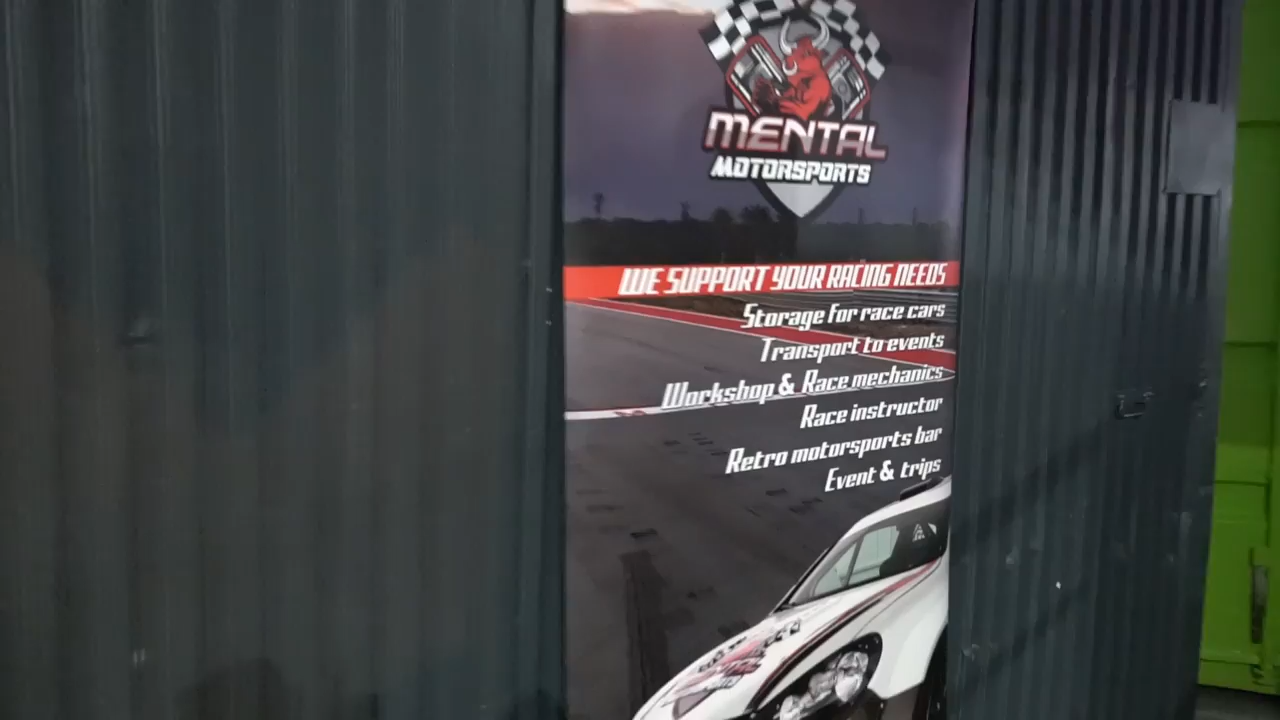 MENTAL
MOTORSPORTS
WE SUPPORT YOUR RACING NEEDS
Storage for race cars
Transport to events
Workshop & Race mechanics
Race instructor
Retro motorsports bar
Event & trips
MENTAL